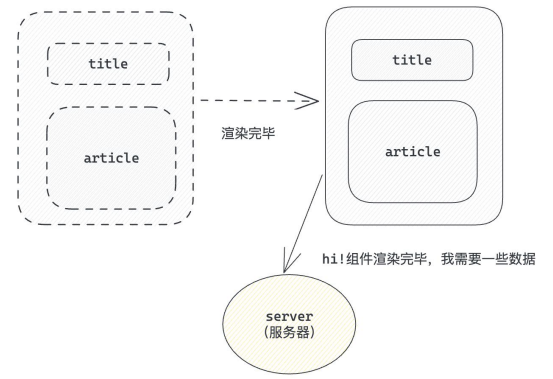 title
article
渲染完毕
title
article
hi!组件渲染完毕，我需要一些数据
server
（服务器）